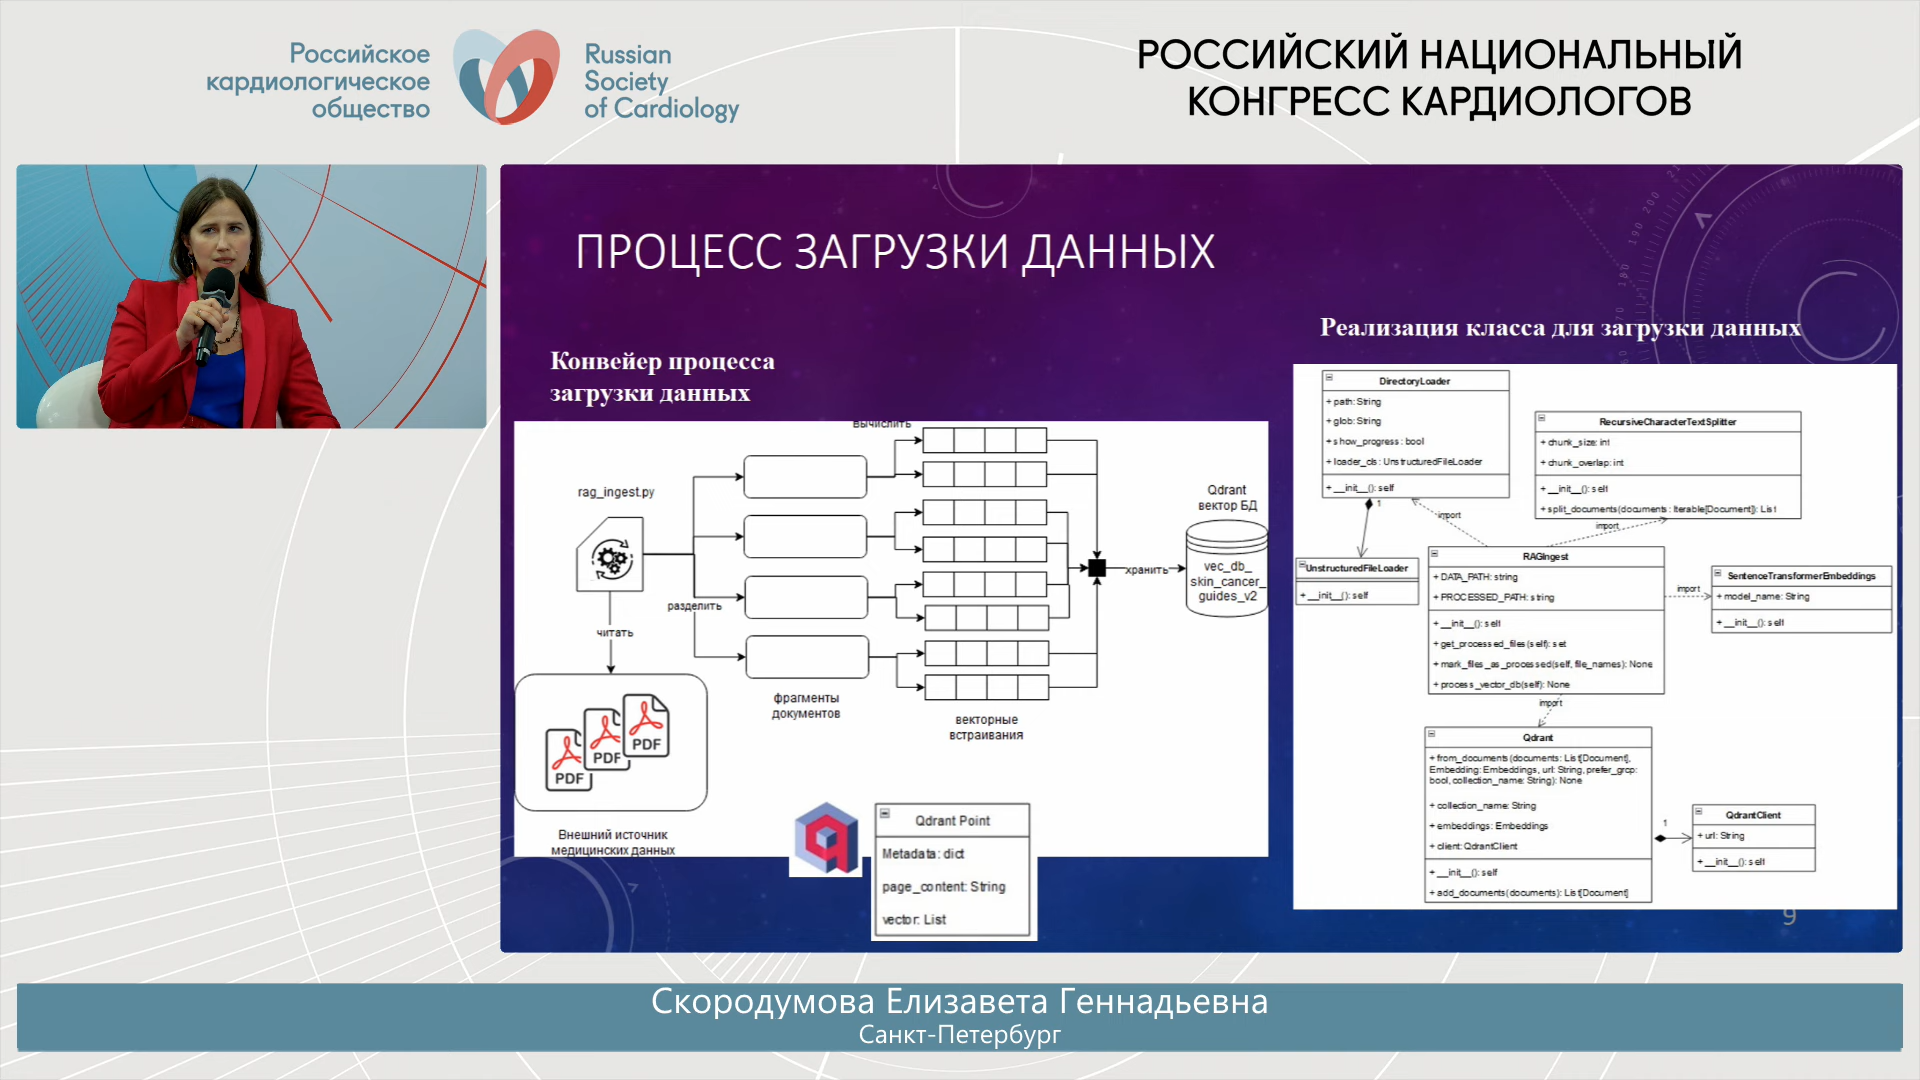 Российское
кардиологическое
общество
Russian
Society
of Cardiology
РОССИЙСКИЙ НАЦИОНАЛЬНЫЙ
КОНГРЕСС КАРДИОЛОГОВ
ПРОЦЕСС ЗАГРУЗКИ ДАННЫХ
Конвейер процесса
загрузки данных
вычислить
rag_ingest.py
разделить
читать
PDF
PDF
PDF
Внешний источник
медицинских данных
фрагменты
документов
векторные
встраивания
хранить
Qdrant
вектор БД
vec_db_
skin_cancer_
guides_v2
Qdrant Point
Metadata: dict
page_content: String
vector: List
Реализация класса для загрузки данных
DirectoryLoader
+ path: String
+ glob: String
+ show_progress : bool
+ loader_cls : UnstructuredFileLoader
+ __init__(): self
1
import
RecursiveCharacterTextSplitter
+ chunk_size: int
+ chunk_overlap: int
+ __init__(): self
+ split_documents(documents : Iterable[Document]): List
import
UnstructuredFileLoader
+ __init__(): self
RAGIngest
+ DATA_PATH: string
+ PROCESSED_PATH: string
+ __init__(): self
+ get_processed_files(self): set
+ mark_files_as_processed(self, file_names): None
+ process_vector_db(self): None
import
SentenceTransformerEmbeddings
+ model_name: String
+ __init__(): self
import
Qdrant
+ from_documents (documents: List[Document],
Embedding: Embeddings, url: String, prefer_grcp:
bool, collection_name: String): None
+ collection_name: String
+ embeddings: Embeddings
+ client: QdrantClient
+ __init__(): self
+ add_documents(documents): List[Document]
1
QdrantClient
+ url: String
+ __init__(): self
9
Скородумова Елизавета Геннадьевна
Санкт-Петербург